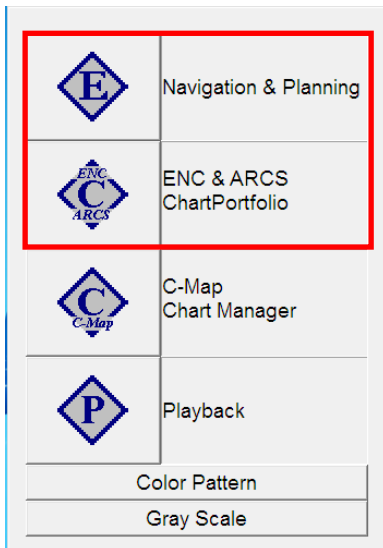 E
Navigation & Planning
ENC
C
ARCS
ENC & ARCS
ChartPortfolio
C
C-Map
C-Map
Chart Manager
P
Playback
Color Pattern
Gray Scale